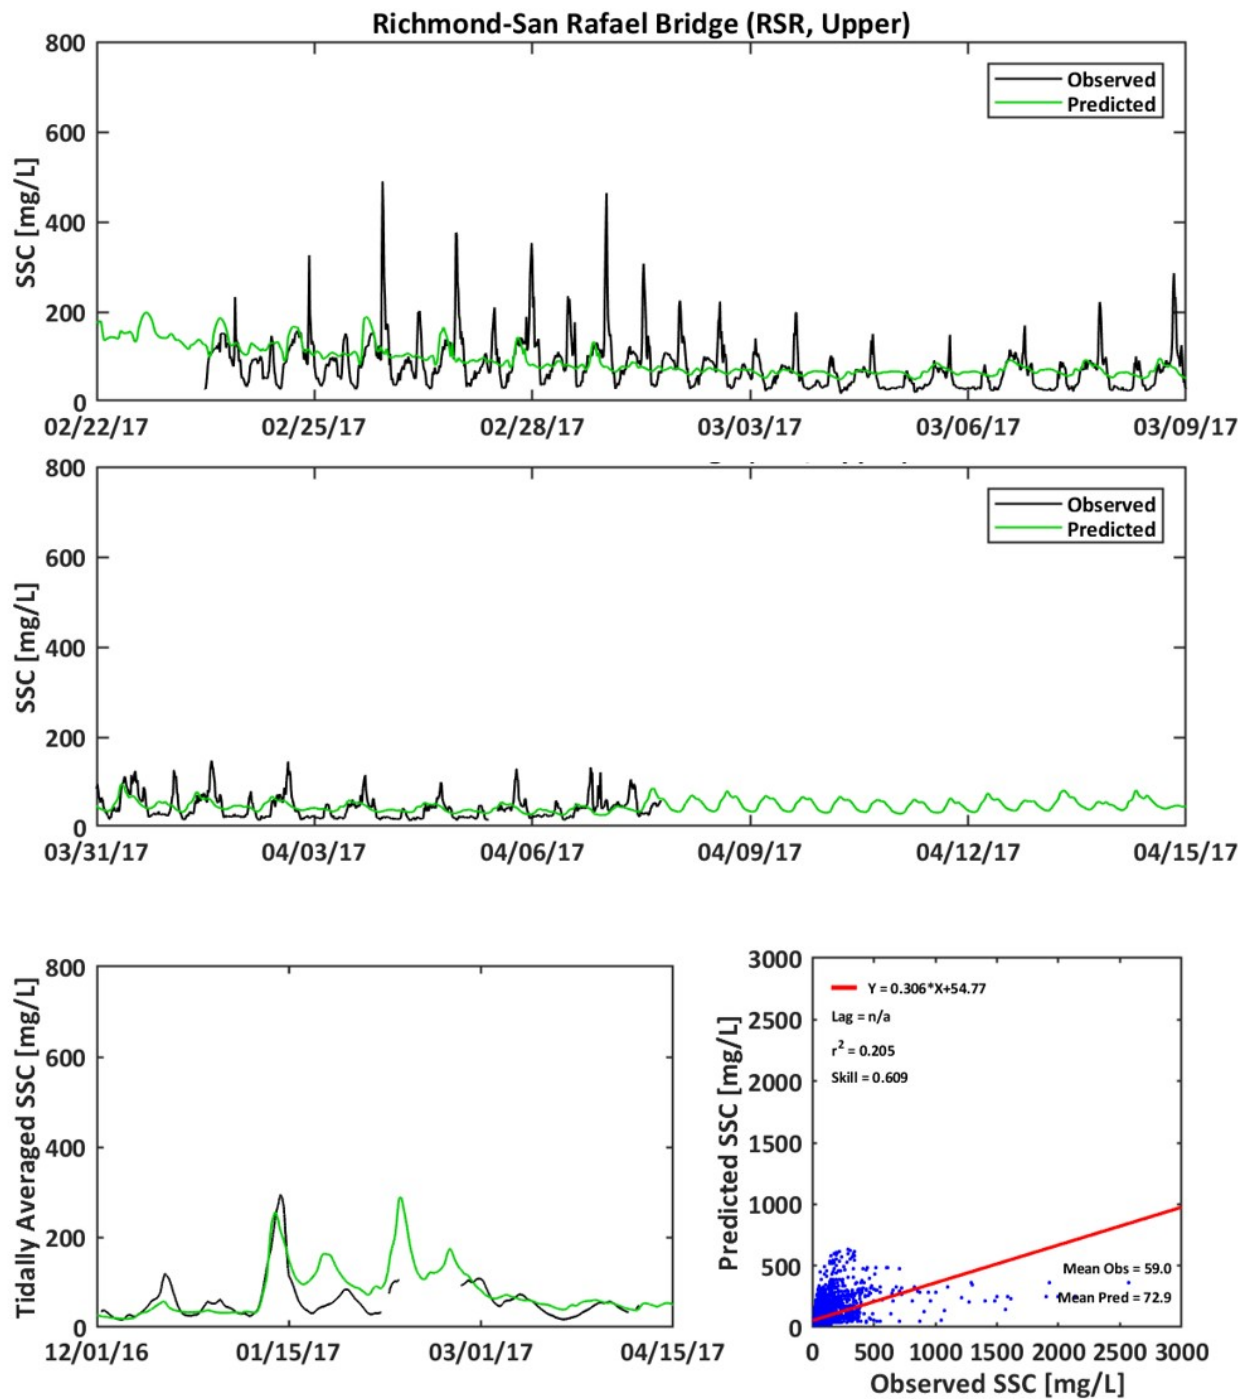 Richmond-San Rafael Bridge (RSR, Upper)
800
600
400
200
0
SSC [mg/L]
Observed
Predicted
02/22/17 02/25/17 02/28/17 03/03/17 03/06/17 03/09/17
800
600
400
200
0
SSC [mg/L]
Observed
Predicted
03/31/17 04/03/17 04/06/17 04/09/17 04/12/17 04/15/17
800
600
400
200
0
Tidally Averaged SSC [mg/L]
12/01/16 01/15/17 03/01/17 04/15/17
3000
2500
2000
1500
1000
500
0
Predicted SSC [mg/L]
Y = 0.306*X+54.77
Lag = n/a
r² = 0.205
Skill = 0.609
Mean Obs = 59.0
Mean Pred = 72.9
0 500 1000 1500 2000 2500 3000
Observed SSC [mg/L]